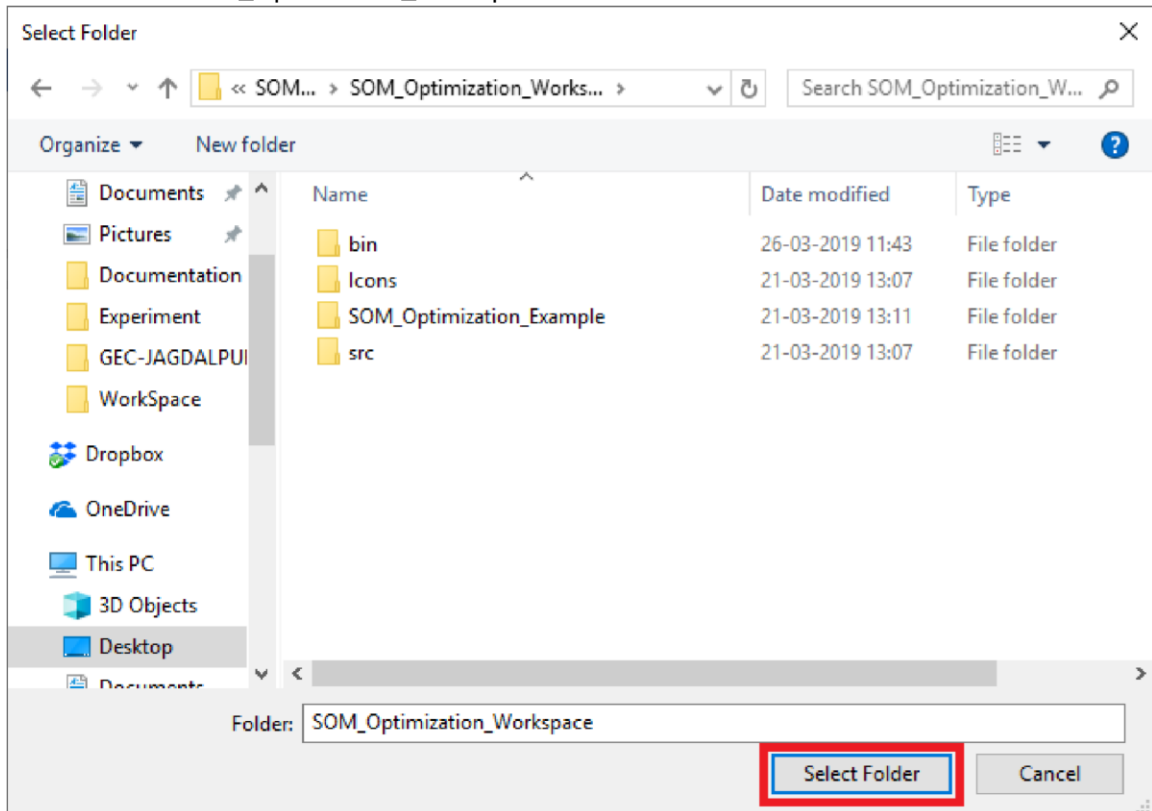 Select Folder
« SOM... > SOM_Optimization_Works... >
Search SOM_Optimization_W...
Organize New folder
Name Date modified Type
Documents
Pictures
Documentation
Experiment
GEC-JAGDALPUI
WorkSpace
Dropbox
OneDrive
This PC
3D Objects
Desktop
Documents
bin 26-03-2019 11:43 File folder
Icons 21-03-2019 13:07 File folder
SOM_Optimization_Example 21-03-2019 13:11 File folder
src 21-03-2019 13:07 File folder
Folder: SOM_Optimization_Workspace
Select Folder Cancel